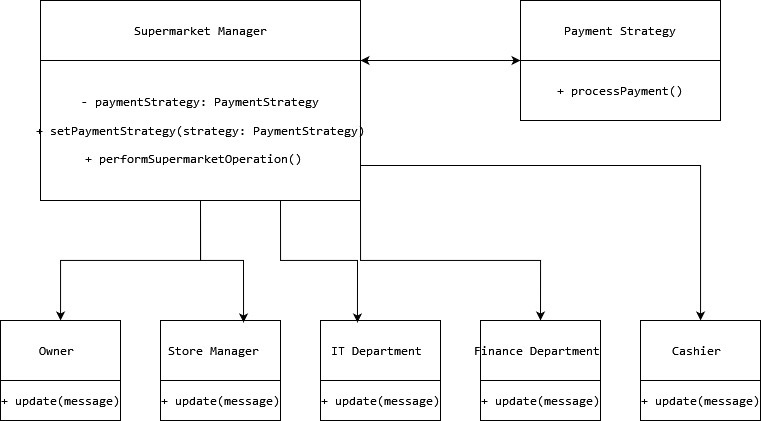 Supermarket Manager
Payment Strategy
- paymentStrategy: PaymentStrategy
+ setPaymentStrategy(strategy: PaymentStrategy)
+ performSupermarketOperation()
+ processPayment()
Owner
Store Manager
IT Department
Finance Department
Cashier
+ update(message)
+ update(message)
+ update(message)
+ update(message)
+ update(message)